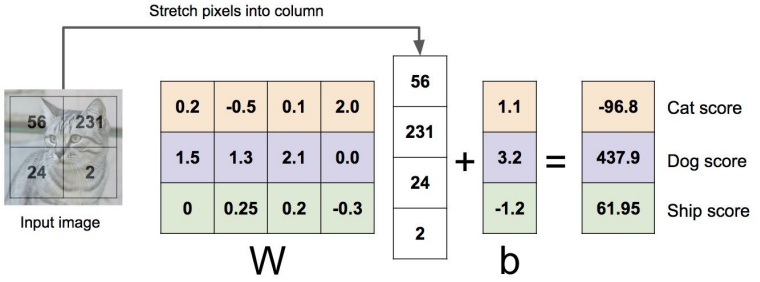 Stretch pixels into column
56 231
24 2
Input image
0.2 -0.5 0.1 2.0
1.5 1.3 2.1 0.0
0 0.25 0.2 -0.3
W
56
231
24
2
+
1.1
3.2
-1.2
b
=
-96.8 Cat score
437.9 Dog score
61.95 Ship score